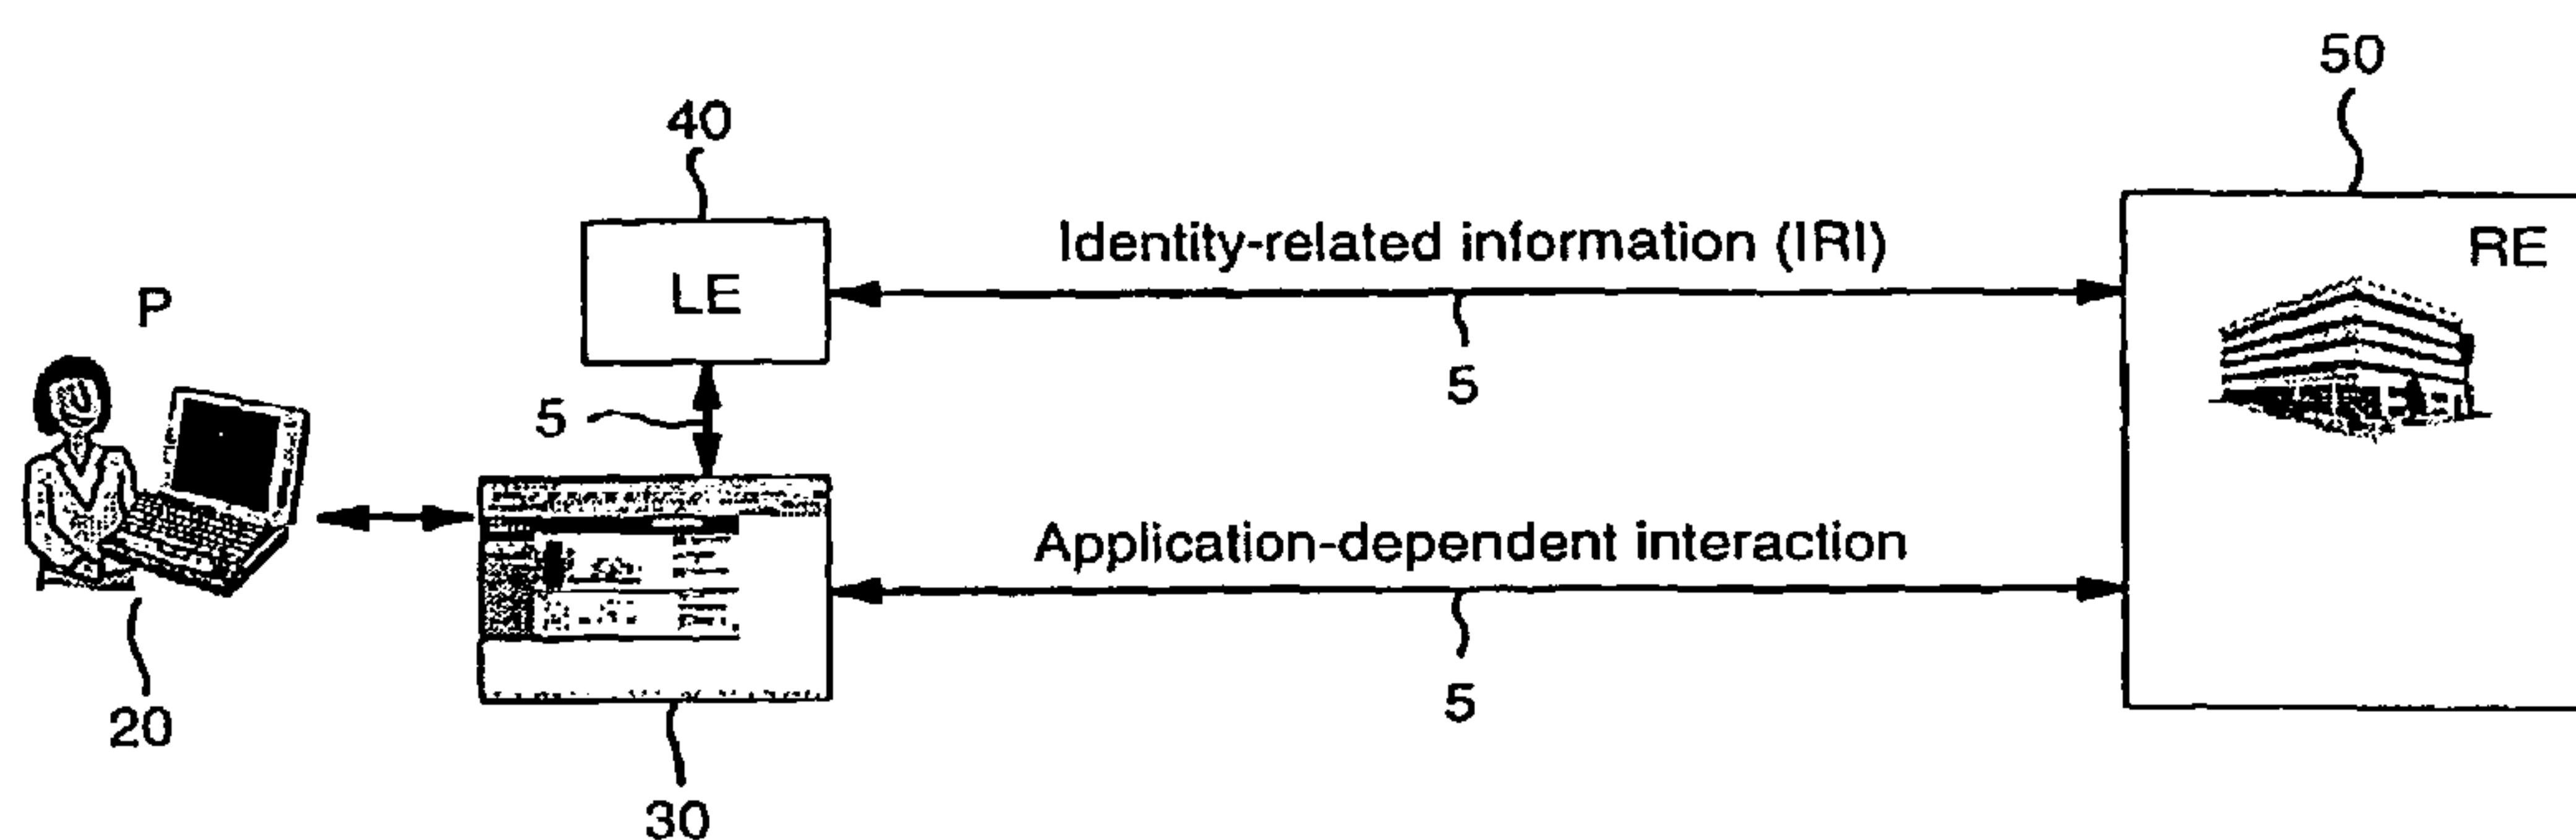 50
40
Identity-related information (IRI)
RE
LE
P
5
5
Application-dependent interaction
5
20
30